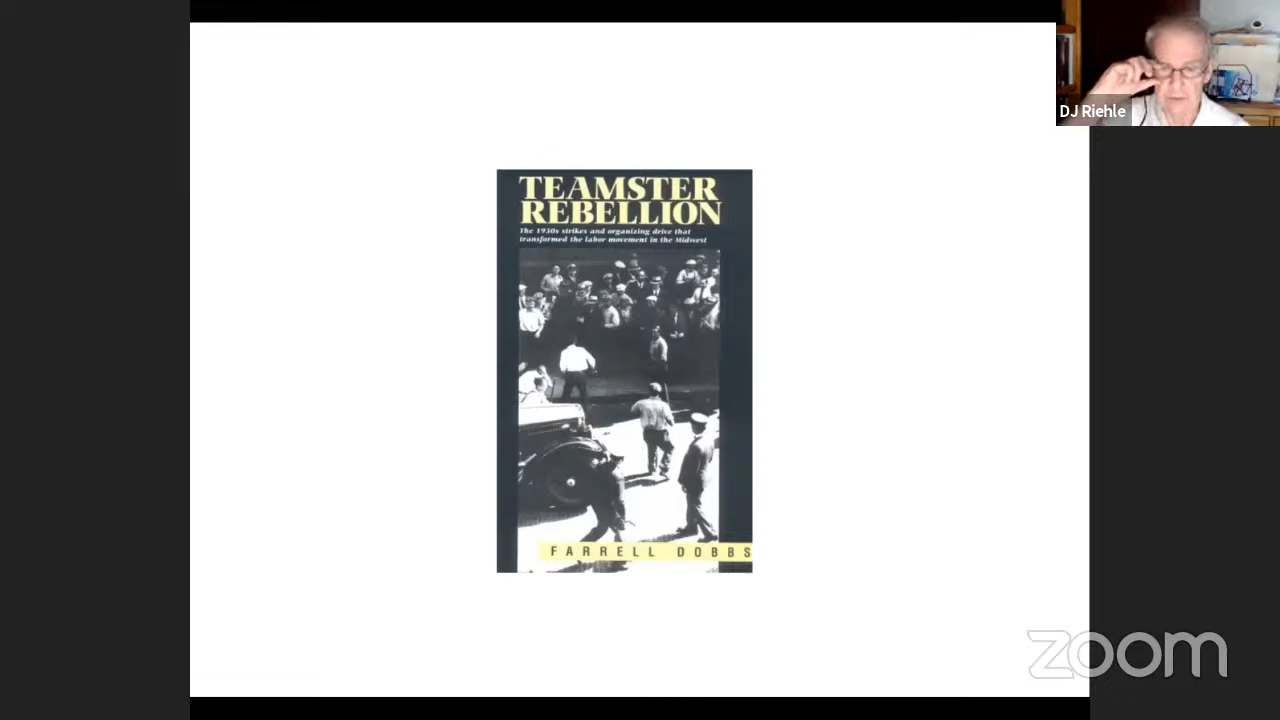 DJ Riehle
TEAMSTER
REBELLION
The 1930s strikes and organizing drive that
transformed the labor movement in the Midwest
FARRELL DOBBS
zoom